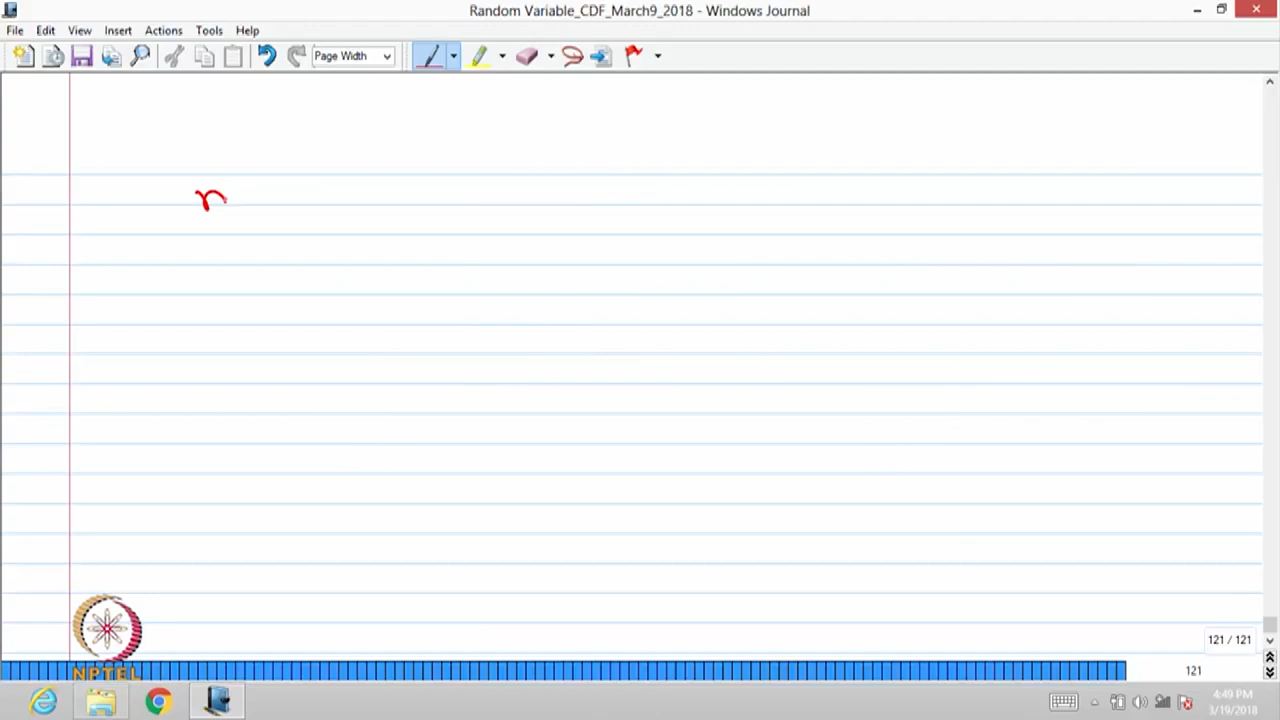 Random Variable_CDF_March9_2018 - Windows Journal
File Edit View Insert Actions Tools Help
Page Width
r
121 / 121
121
NPTEL
4:49 PM
3/19/2018